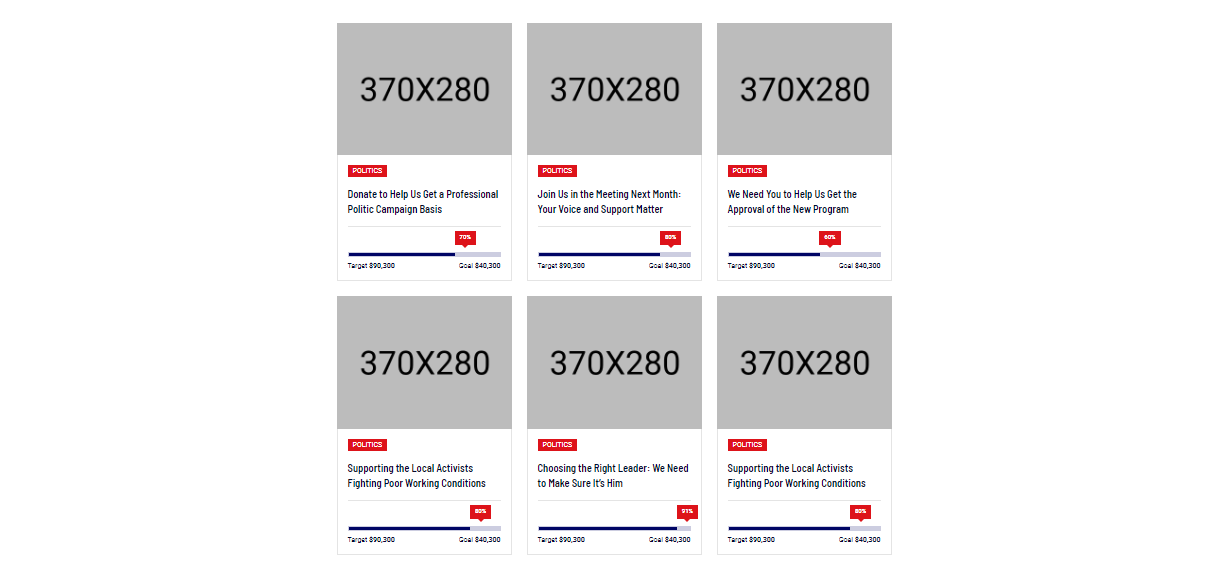 370X280
370X280
370X280
POLITICS
POLITICS
POLITICS
Donate to Help Us Get a Professional
Politic Campaign Basis
Join Us in the Meeting Next Month:
Your Voice and Support Matter
We Need You to Help Us Get the
Approval of the New Program
70%
80%
60%
Target $90,300
Goal $40,300
Target $90,300
Goal $40,300
Target $90,300
Goal $40,300
370X280
370X280
370X280
POLITICS
POLITICS
POLITICS
Supporting the Local Activists
Fighting Poor Working Conditions
Choosing the Right Leader: We Need
to Make Sure It's Him
Supporting the Local Activists
Fighting Poor Working Conditions
80%
91%
80%
Target $90,300
Goal $40,300
Target $90,300
Goal $40,300
Target $90,300
Goal $40,300